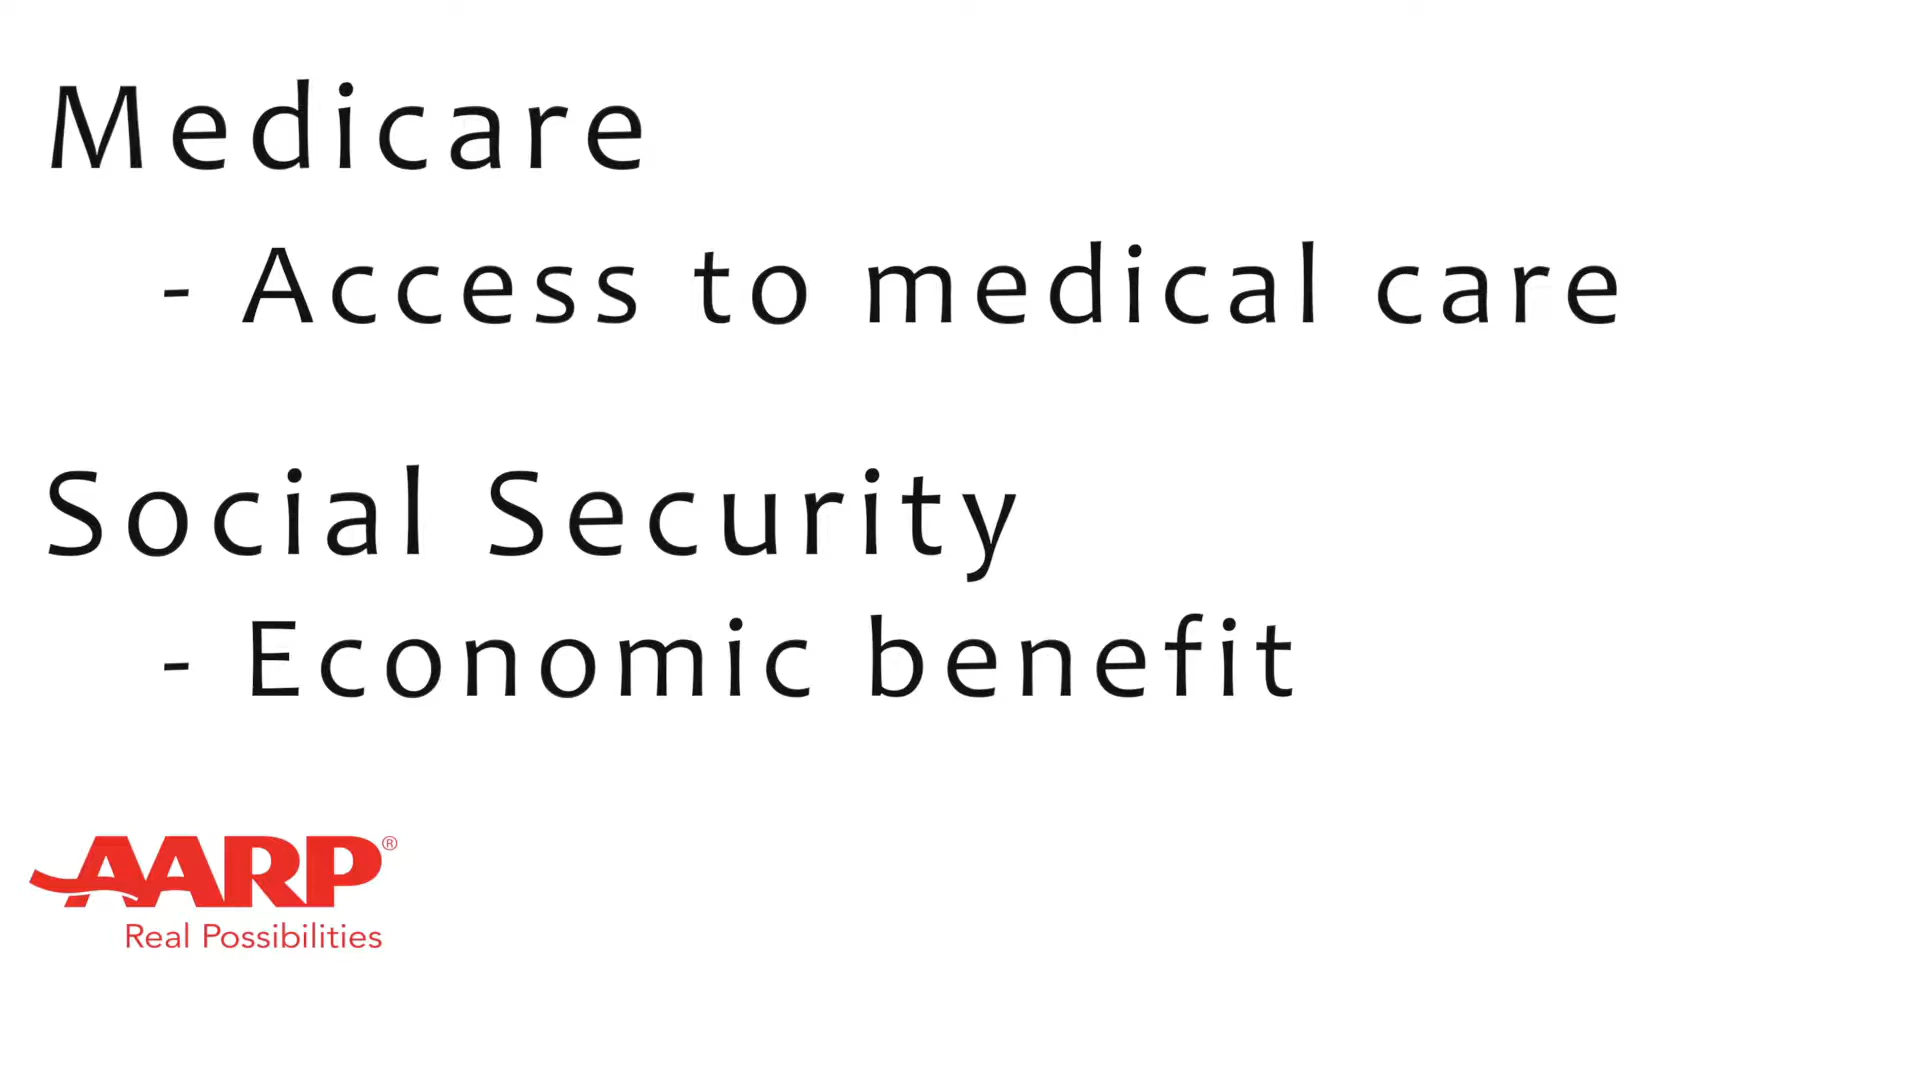 Medicare
- Access to medical care
Social Security
- Economic benefit
AARP®
Real Possibilities